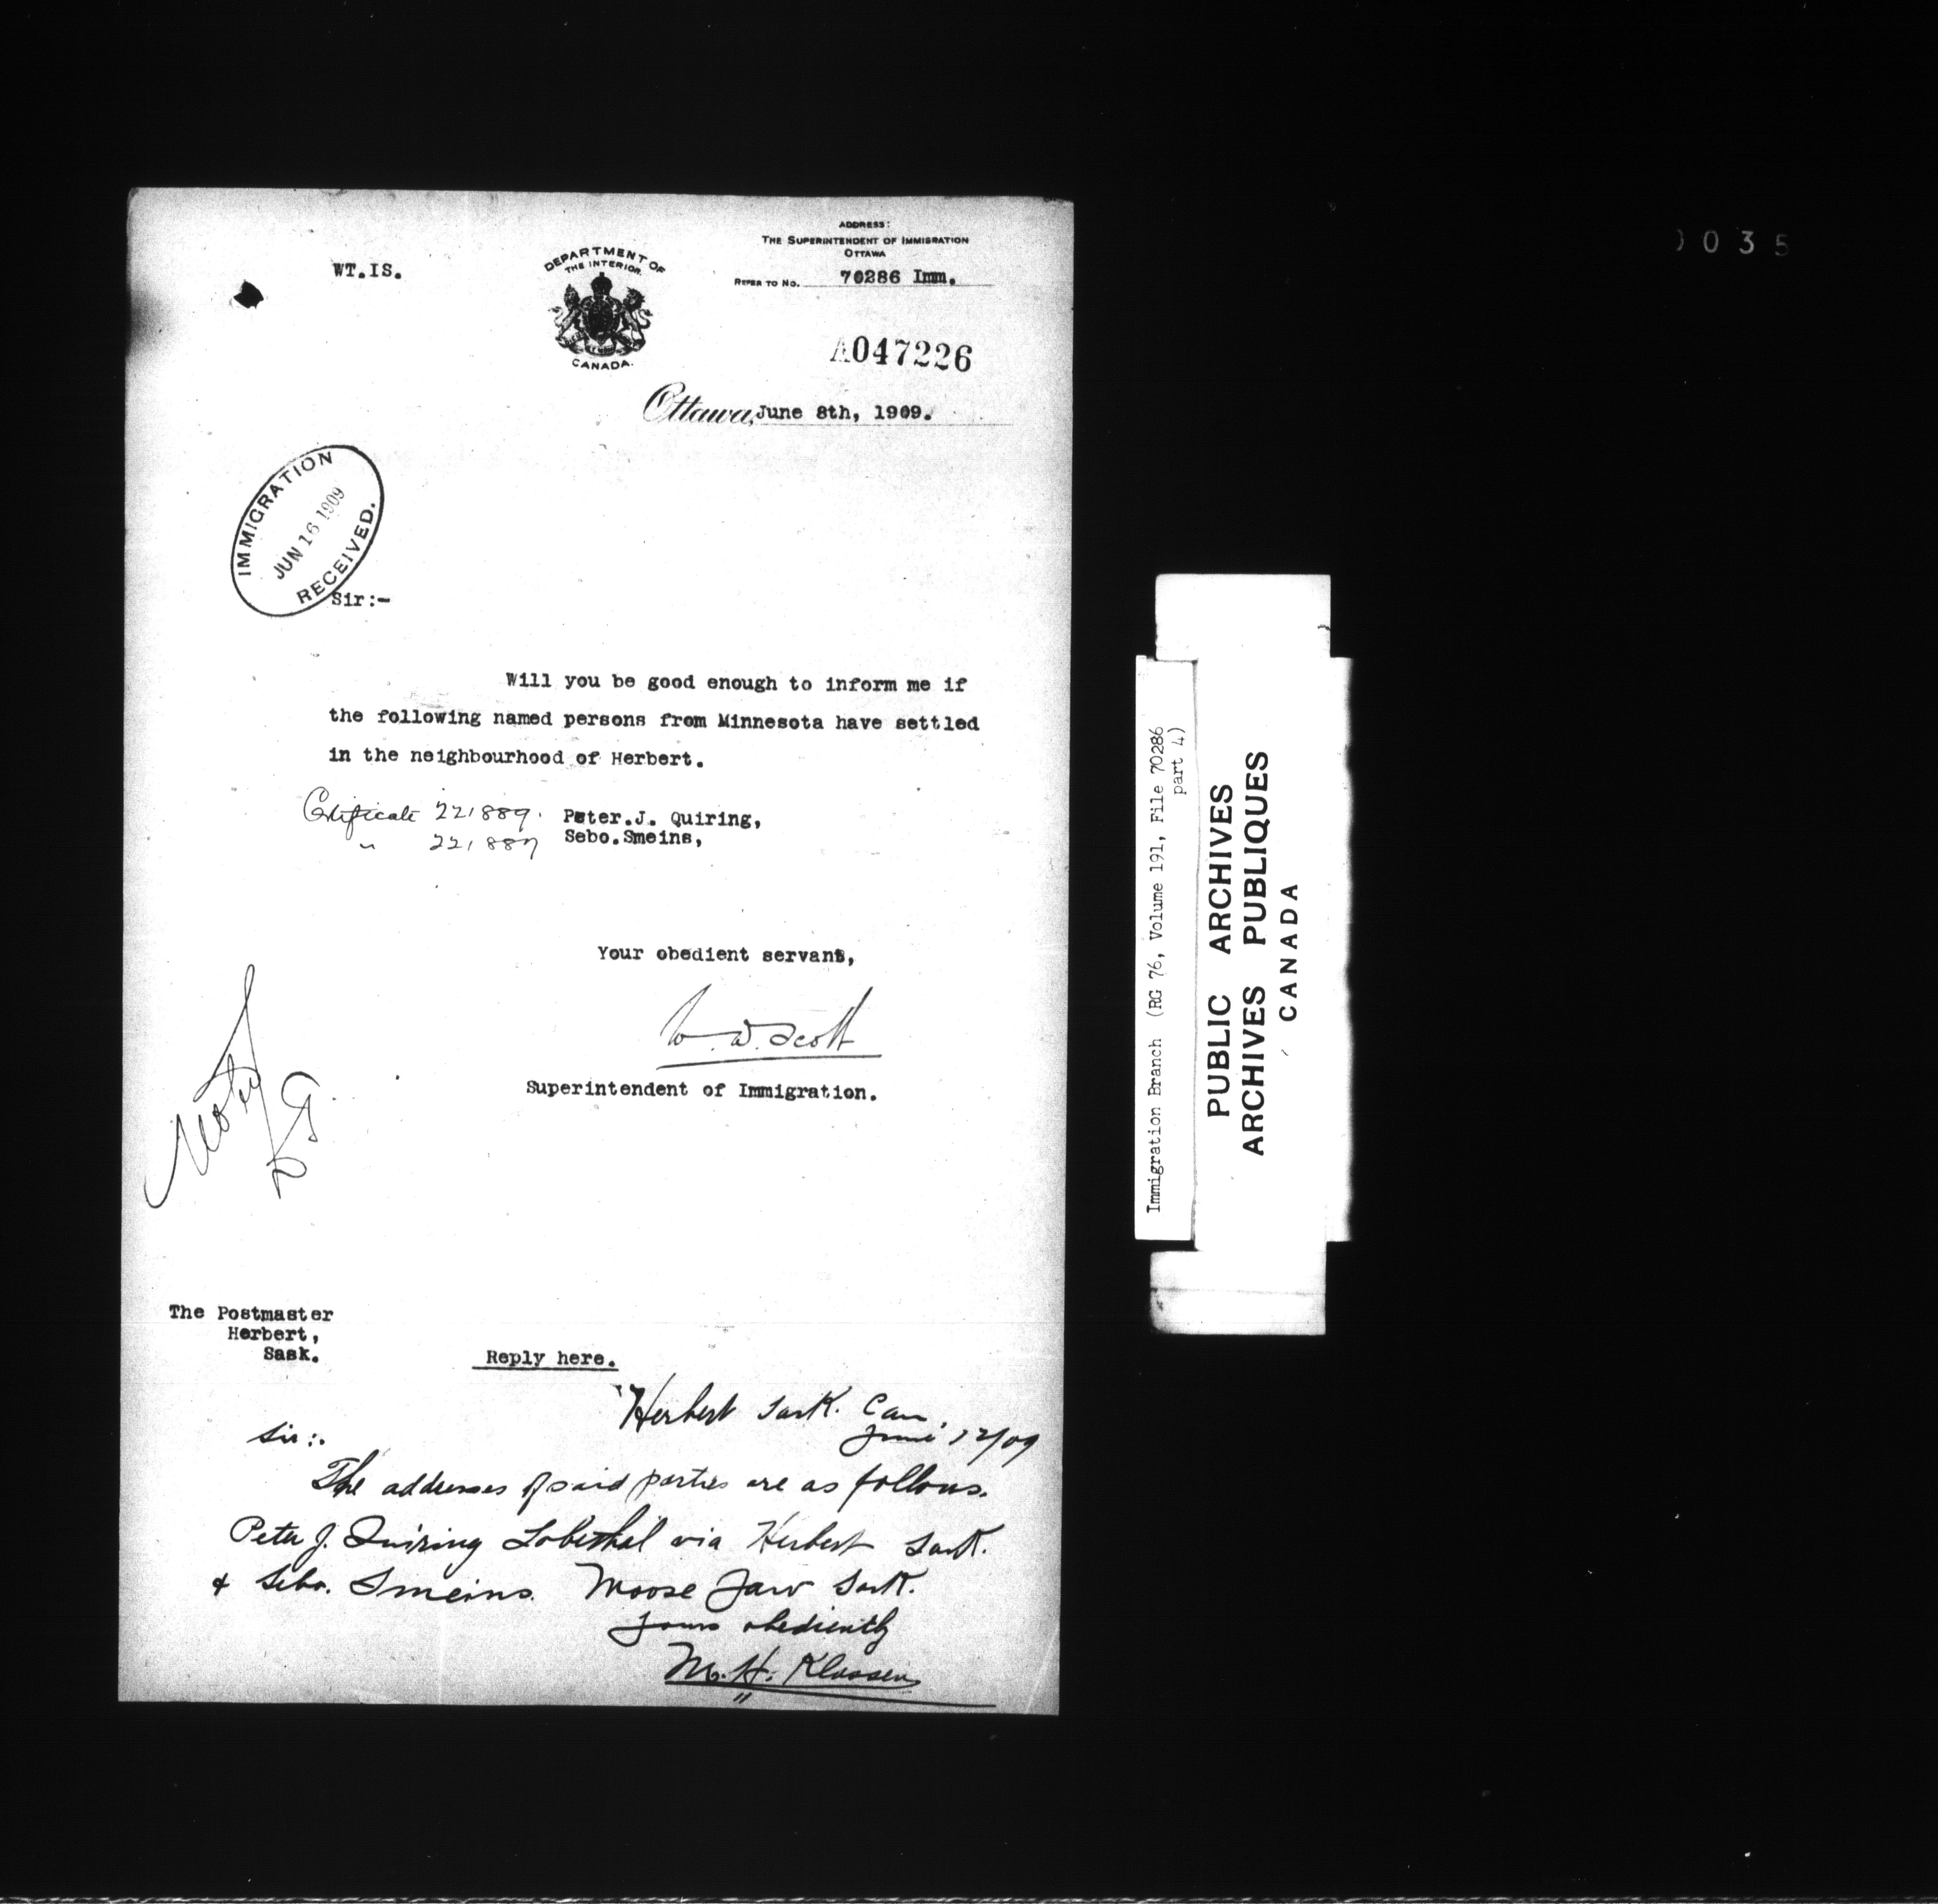 WT.IS.
DEPARTMENT OF
THE INTERIOR.
CANADA.
ADDRESS:
THE SUPERINTENDENT OF IMMIGRATION
OTTAWA
REFER TO NO. 70286 Imm.
A047226
Ottawa, June 8th, 1909.
IMMIGRATION
JUN 16 1909
RECEIVED.
Sir:-
Will you be good enough to inform me if
the following named persons from Minnesota have settled
in the neighbourhood of Herbert.
Certificate 221889. Peter.J. Quiring,
" 221887 Sebo.Smeins,
Your obedient servant,
W. D. Scott
Superintendent of Immigration.
Noted
The Postmaster
Herbert,
Sask.
Reply here.
Herbert Sask. Can.
June 12/09
Sir:.
The addresses of said parties are as follows.
Peter J. Quiring Lobethal via Herbert Sask.
& Sebo. Smeins. Moose Jaw Sask.
Yours obediently
M. H. Klassen
Immigration Branch (RG 76, Volume 191, File 70286
part 4)
PUBLIC ARCHIVES
ARCHIVES PUBLIQUES
CANADA
035